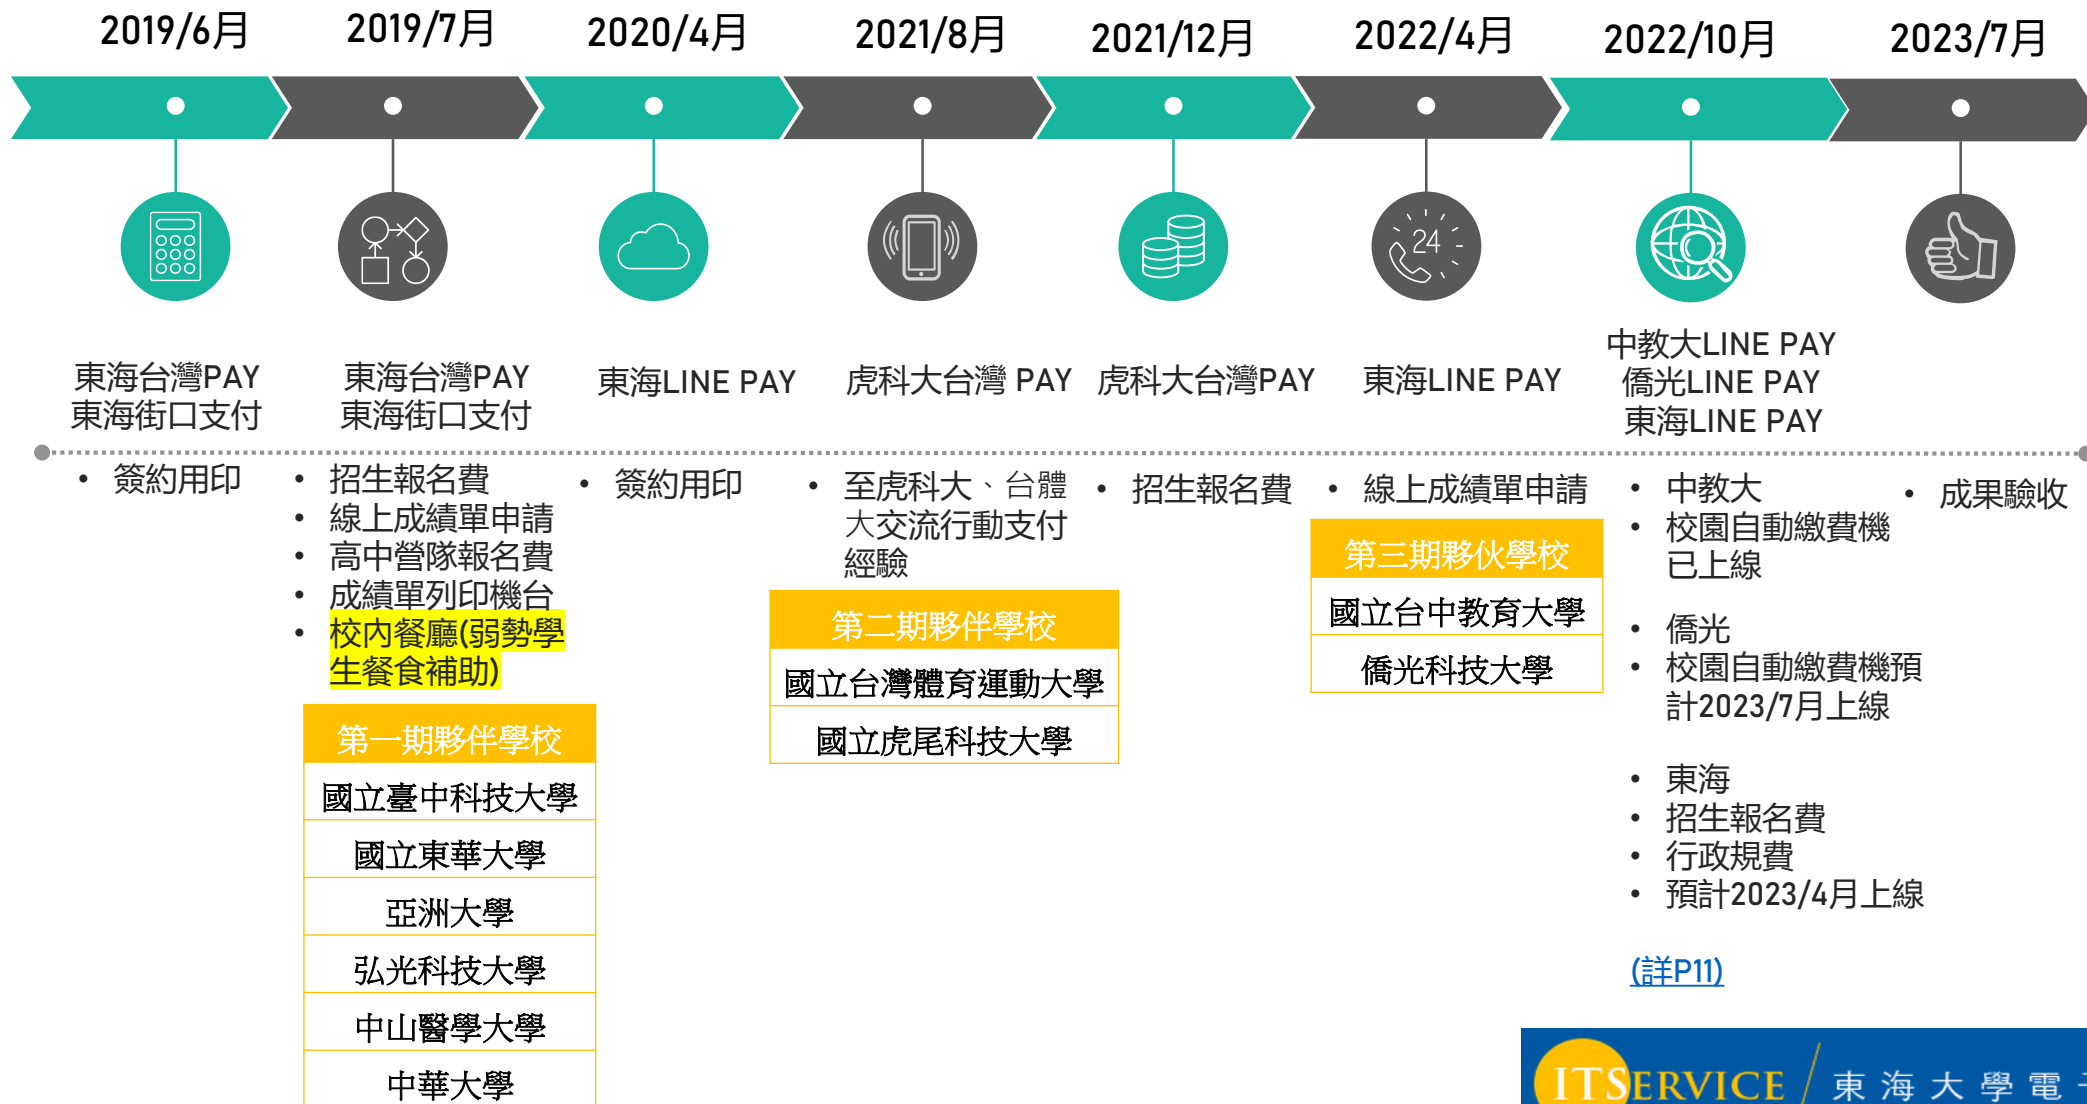 2019/6月
2019/7月
2020/4月
2021/8月
2021/12月
2022/4月
2022/10月
2023/7月
24
東海台灣PAY
東海街口支付
東海台灣PAY
東海街口支付
東海LINE PAY
虎科大台灣 PAY
虎科大台灣PAY
東海LINE PAY
中教大LINE PAY
僑光LINE PAY
東海LINE PAY
• 簽約用印
• 招生報名費
• 線上成績單申請
• 高中營隊報名費
• 成績單列印機台
• 校內餐廳(弱勢學
生餐食補助)
第一期夥伴學校
國立臺中科技大學
國立東華大學
亞洲大學
弘光科技大學
中山醫學大學
中華大學
• 簽約用印
• 至虎科大、台體
大交流行動支付
經驗
第二期夥伴學校
國立台灣體育運動大學
國立虎尾科技大學
• 招生報名費
• 線上成績單申請
第三期夥伙學校
國立台中教育大學
僑光科技大學
• 中教大
• 校園自動繳費機
已上線
• 僑光
• 校園自動繳費機預
計2023/7月上線
• 東海
• 招生報名費
• 行政規費
• 預計2023/4月上線
(詳P11)
• 成果驗收
ITSERVICE / 東海大學電